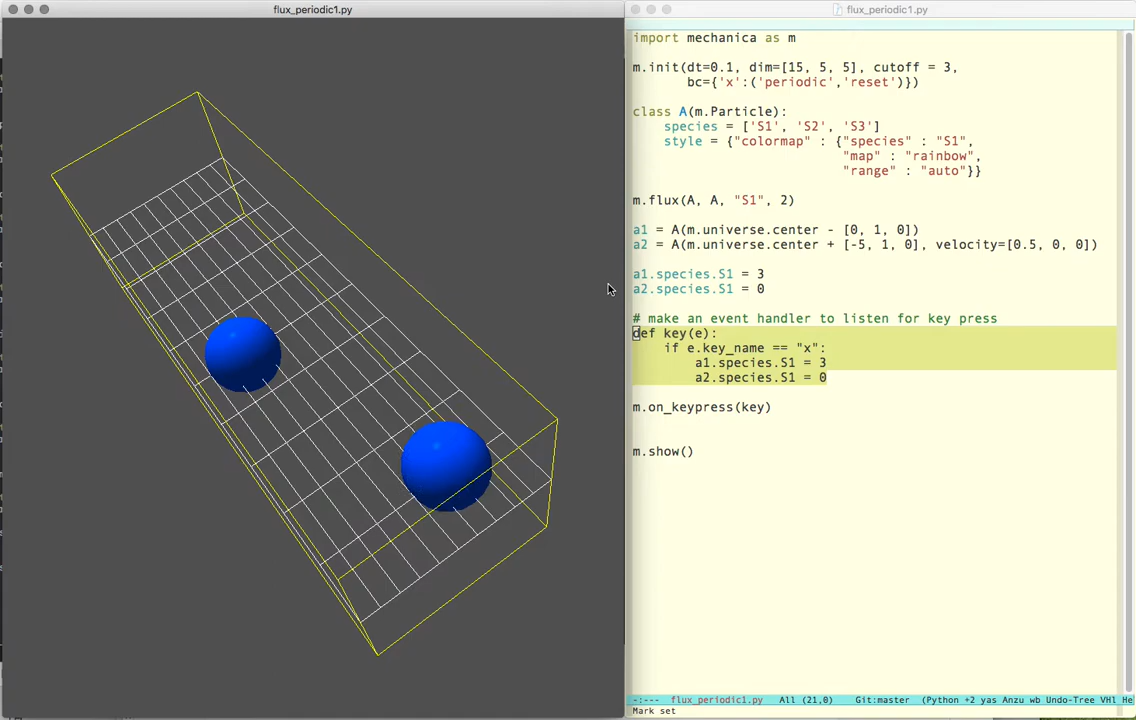 flux_periodic1.py
flux_periodic1.py
import mechanica as m
m.init(dt=0.1, dim=[15, 5, 5], cutoff = 3,
       bc={'x':('periodic','reset')})
class A(m.Particle):
    species = ['S1', 'S2', 'S3']
    style = {"colormap" : {"species" : "S1",
                           "map" : "rainbow",
                           "range" : "auto"}}
m.flux(A, A, "S1", 2)
a1 = A(m.universe.center - [0, 1, 0])
a2 = A(m.universe.center + [-5, 1, 0], velocity=[0.5, 0, 0])
a1.species.S1 = 3
a2.species.S1 = 0
# make an event handler to listen for key press
def key(e):
    if e.key_name == "x":
        a1.species.S1 = 3
        a2.species.S1 = 0
m.on_keypress(key)
m.show()
-:--- flux_periodic1.py All (21,0) Git:master (Python +2 yas Anzu wb Undo-Tree VHl He
Mark set